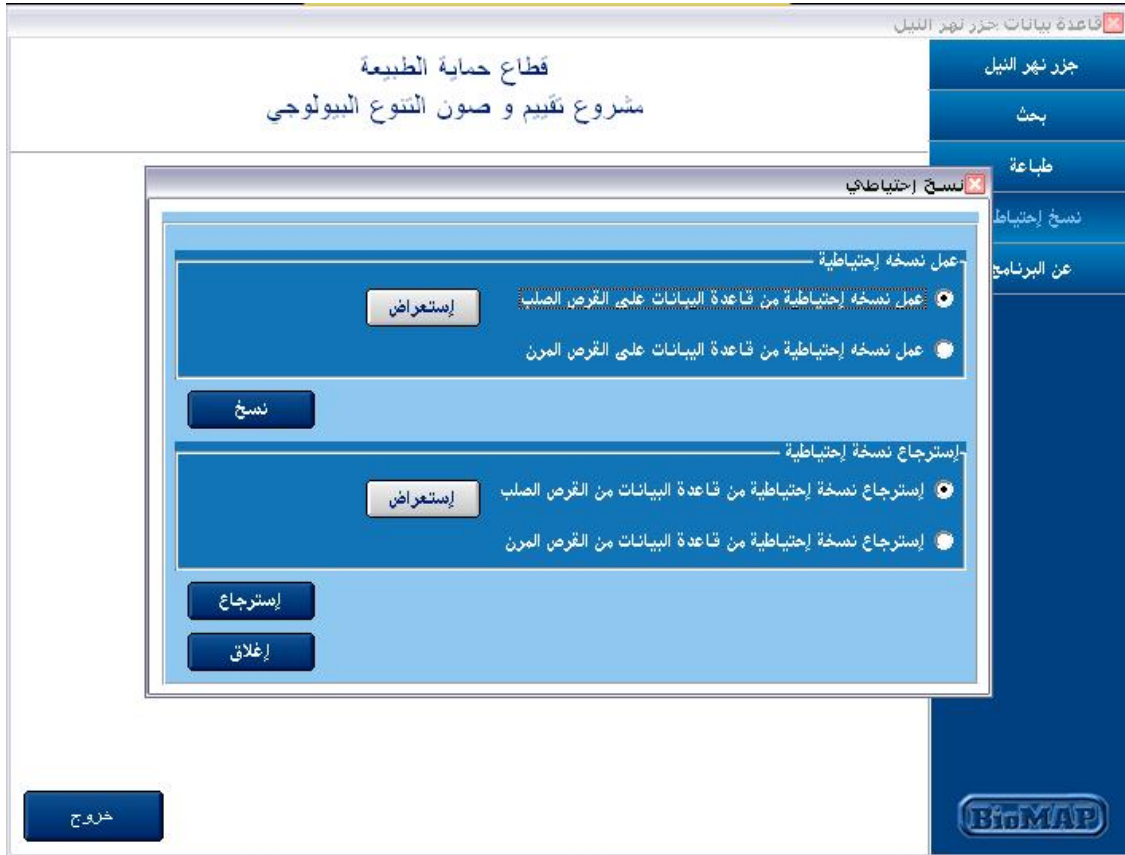 قاعدة بيانات جزر نهر النيل
جزر نهر النيل
بحث
طباعة
نسخ إحتياط
عن البرنامج
قطاع حماية الطبيعة
مشروع تقييم و صون التنوع البيولوجي
نسخ إحتياطي
عمل نسخه إحتياطية
عمل نسخه إحتياطية من قاعدة البيانات على القرص الصلب
إستعراض
عمل نسخه إحتياطية من قاعدة البيانات على القرص المرن
نسخ
إسترجاع نسخة إحتياطية
إسترجاع نسخة إحتياطية من قاعدة البيانات من القرص الصلب
إستعراض
إسترجاع نسخة إحتياطية من قاعدة البيانات من القرص المرن
إسترجاع
إغلاق
خروج
BioMAP